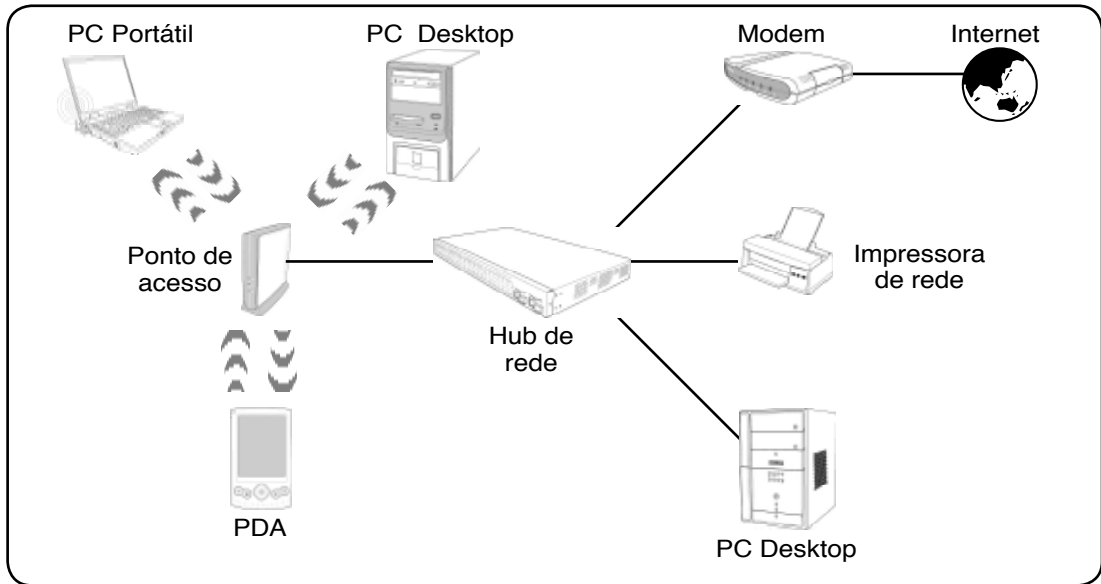 PC Portátil
PC Desktop
Modem
Internet
Ponto de
acesso
Hub de
rede
Impressora
de rede
PDA
PC Desktop